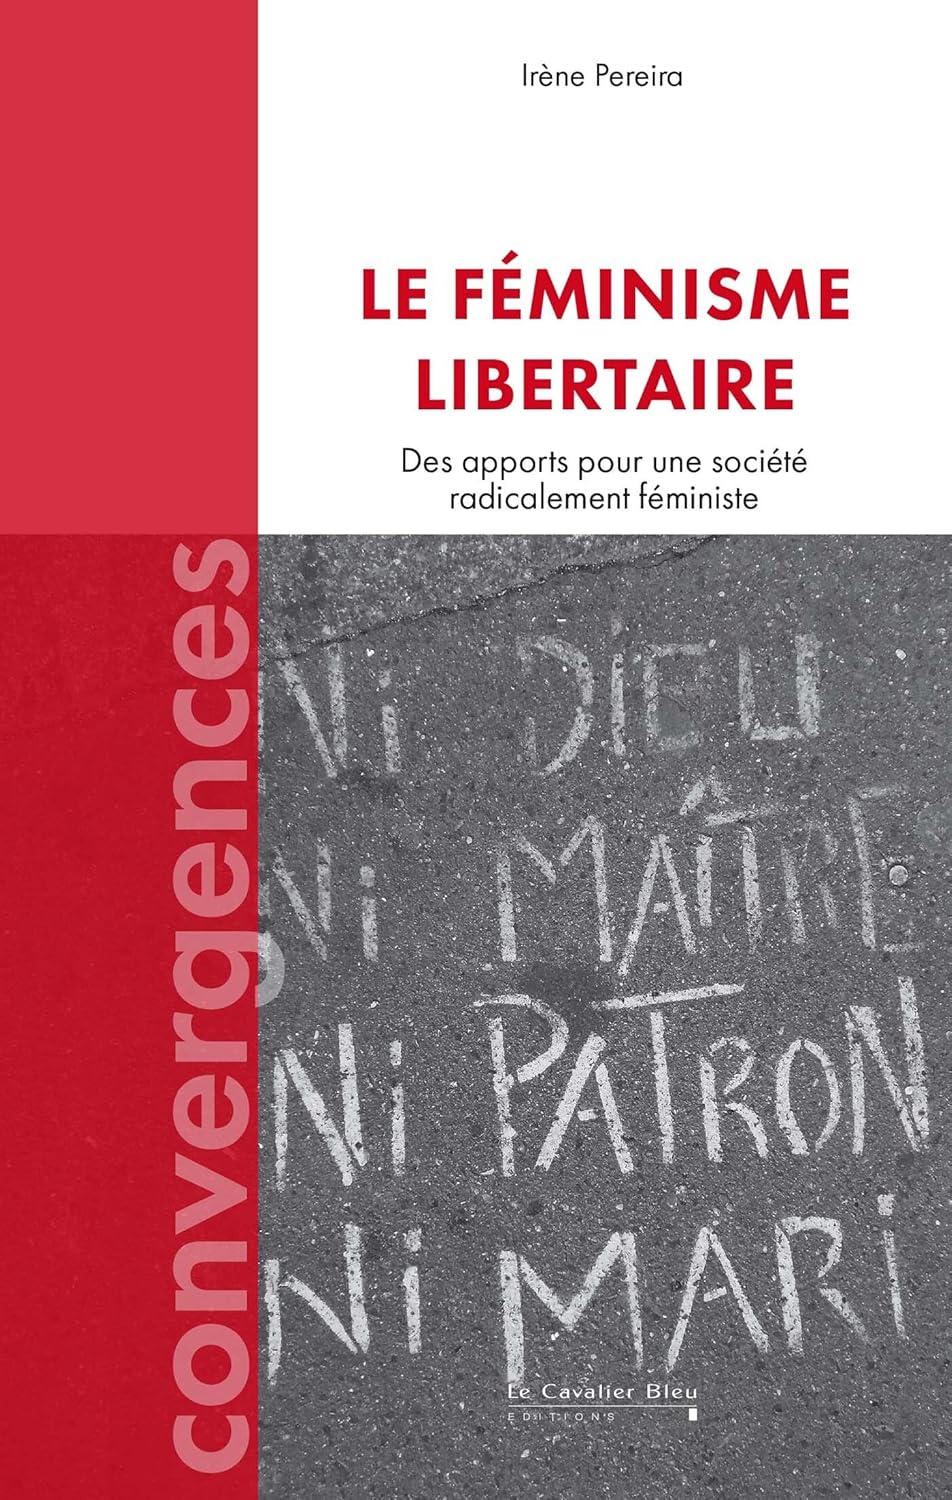 Irène Pereira
LE FÉMINISME
LIBERTAIRE
Des apports pour une société
radicalement féministe
convergences
Ni DiEU
Ni MAÎTRE
Ni PATRON
Ni MARi
Le Cavalier Bleu
EDITIONS